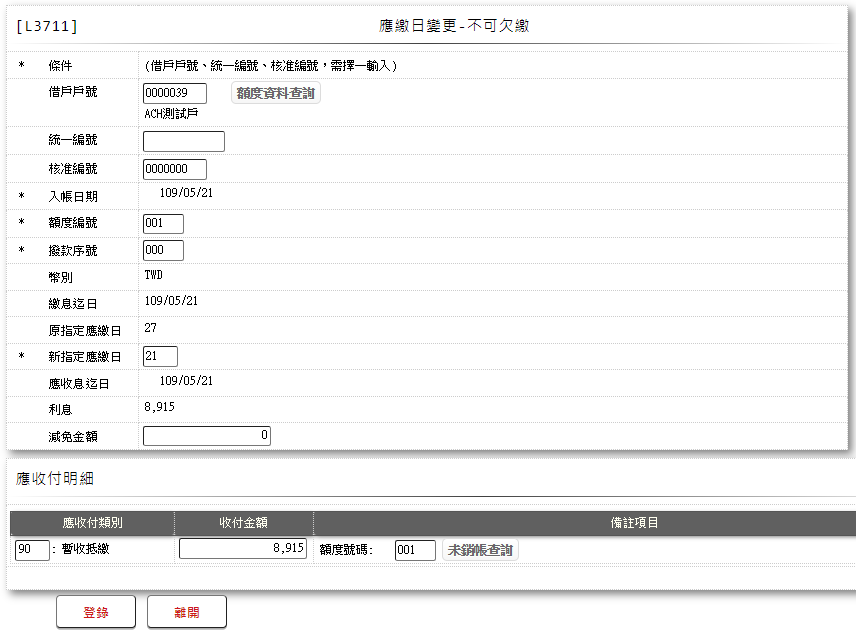 [L3711] 應繳日變更-不可欠繳
* 條件 (借戶戶號、統一編號、核准編號，需擇一輸入)
借戶戶號 0000039 額度資料查詢
ACH測試戶
統一編號
核准編號 0000000
* 入帳日期 109/05/21
* 額度編號 001
* 撥款序號 000
幣別 TWD
繳息迄日 109/05/21
原指定應繳日 27
* 新指定應繳日 21
應收息迄日 109/05/21
利息 8,915
減免金額 0
應收付明細
應收付類別 收付金額 備註項目
90 : 暫收抵繳 8,915 額度號碼: 001 未銷帳查詢
登錄 離開